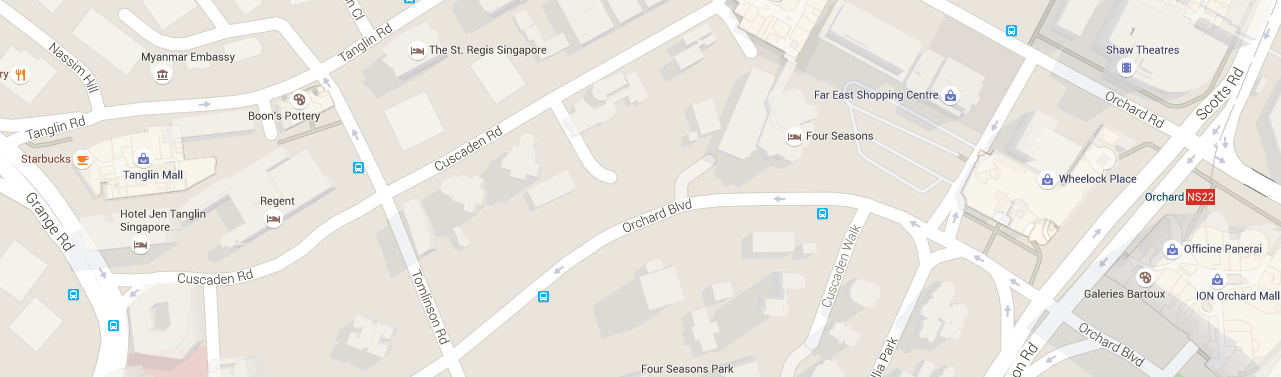 Tanglin Rd
The St. Regis Singapore
Nassim Hill
Myanmar Embassy
Shaw Theatres
Far East Shopping Centre
Orchard Rd
Scotts Rd
Boon's Pottery
Tanglin Rd
Cuscaden Rd
Four Seasons
Starbucks
Tanglin Mall
Wheelock Place
Orchard NS22
Grange Rd
Regent
Hotel Jen Tanglin
Singapore
Orchard Blvd
Cuscaden Walk
Officine Panerai
Cuscaden Rd
Tomlinson Rd
Galeries Bartoux
ION Orchard Mall
Orchard Blvd
Four Seasons Park
Park
Rd